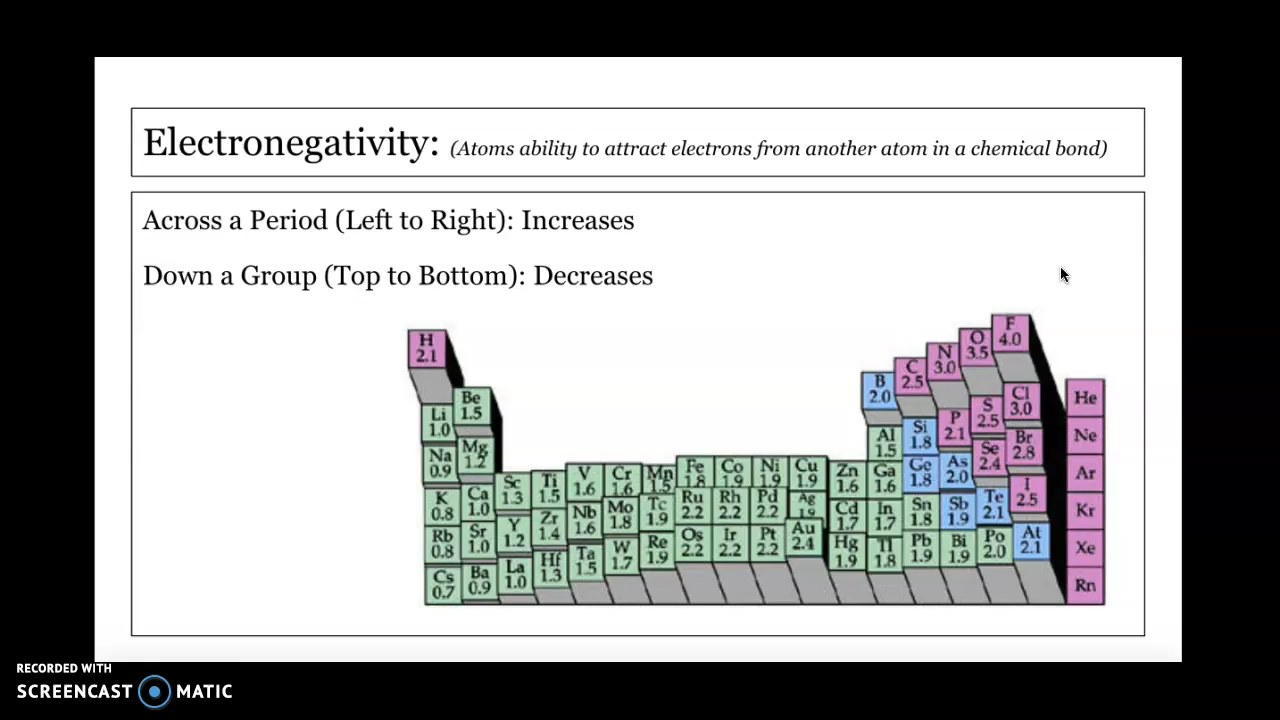 Electronegativity: (Atoms ability to attract electrons from another atom in a chemical bond)
Across a Period (Left to Right): Increases
Down a Group (Top to Bottom): Decreases
H 2.1
Li 1.0
Na 0.9
K 0.8
Rb 0.8
Cs 0.7
Be 1.5
Mg 1.2
Ca 1.0
Sr 1.0
Ba 0.9
Sc 1.3
Y 1.2
La 1.0
Ti 1.5
Zr 1.4
Hf 1.3
V 1.6
Nb 1.6
Ta 1.5
Cr 1.6
Mo 1.8
W 1.7
Mn 1.5
Tc 1.9
Re 1.9
Fe 1.8
Ru 2.2
Os 2.2
Co 1.9
Rh 2.2
Ir 2.2
Ni 1.9
Pd 2.2
Pt 2.2
Cu 1.9
Ag 1.9
Au 2.4
Zn 1.6
Cd 1.7
Hg 1.9
B 2.0
Al 1.5
Ga 1.6
In 1.7
Tl 1.8
C 2.5
Si 1.8
Ge 1.8
Sn 1.8
Pb 1.9
N 3.0
P 2.1
As 2.0
Sb 1.9
Bi 1.9
O 3.5
S 2.5
Se 2.4
Te 2.1
Po 2.0
F 4.0
Cl 3.0
Br 2.8
I 2.5
At 2.1
He
Ne
Ar
Kr
Xe
Rn
RECORDED WITH
SCREENCAST MATIC